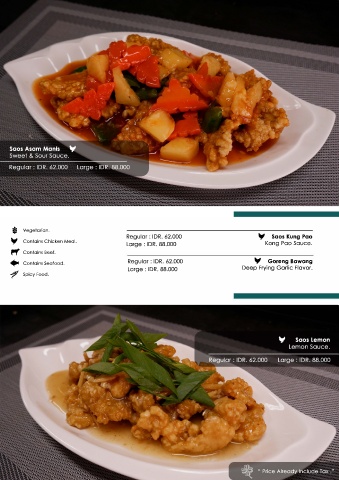 Saos Asam Manis
Sweet & Sour Sauce.
Regular : IDR. 62.000 Large : IDR. 88.000
Vegetarian.
Contains Chicken Meat.
Contains Beef.
Contains Seafood.
Spicy Food.
Regular : IDR. 62.000
Large : IDR. 88.000
Saos Kung Pao
Kong Pao Sauce.
Regular : IDR. 62.000
Large : IDR. 88.000
Goreng Bawang
Deep Frying Garlic Flavor.
Saos Lemon
Lemon Sauce.
Regular : IDR. 62.000 Large : IDR. 88.000
* Price Already Include Tax *